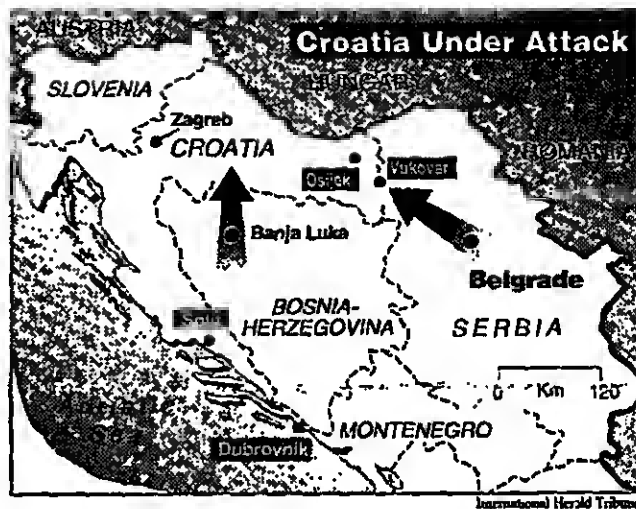 Croatia Under Attack
AUSTRIA
HUNGARY
SLOVENIA
Zagreb
CROATIA
ROMANIA
Osijek
Vukovar
Banja Luka
Belgrade
BOSNIA-
HERZEGOVINA
SERBIA
Split
0 Km 120
MONTENEGRO
Dubrovnik
International Herald Tribune